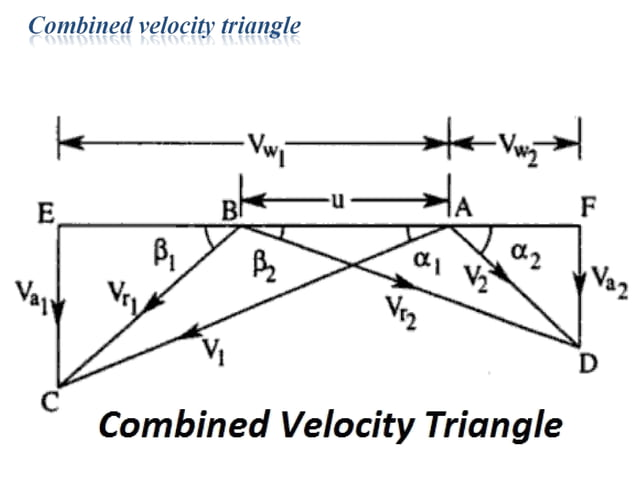 Combined velocity triangle
Vw1 Vw2
u
E B A F
β1 β2 α1 α2
Va1 Vr1 V2 Va2
Vr2
V1
D
C
Combined Velocity Triangle